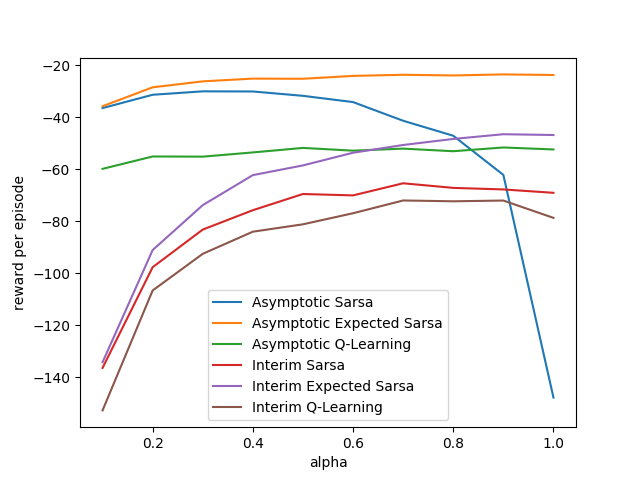 −20
−40
−60
−80
−100
−120
−140
reward per episode
Asymptotic Sarsa
Asymptotic Expected Sarsa
Asymptotic Q-Learning
Interim Sarsa
Interim Expected Sarsa
Interim Q-Learning
0.2 0.4 0.6 0.8 1.0
alpha